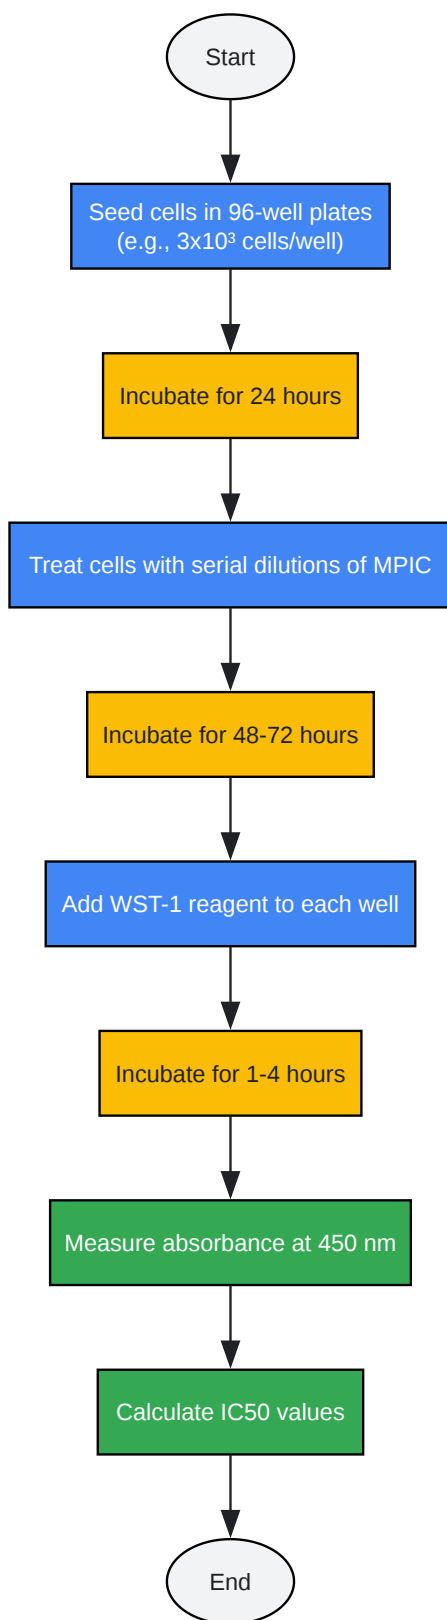 Start
Seed cells in 96-well plates
(e.g., 3x10³ cells/well)
Incubate for 24 hours
Treat cells with serial dilutions of MPIC
Incubate for 48-72 hours
Add WST-1 reagent to each well
Incubate for 1-4 hours
Measure absorbance at 450 nm
Calculate IC50 values
End